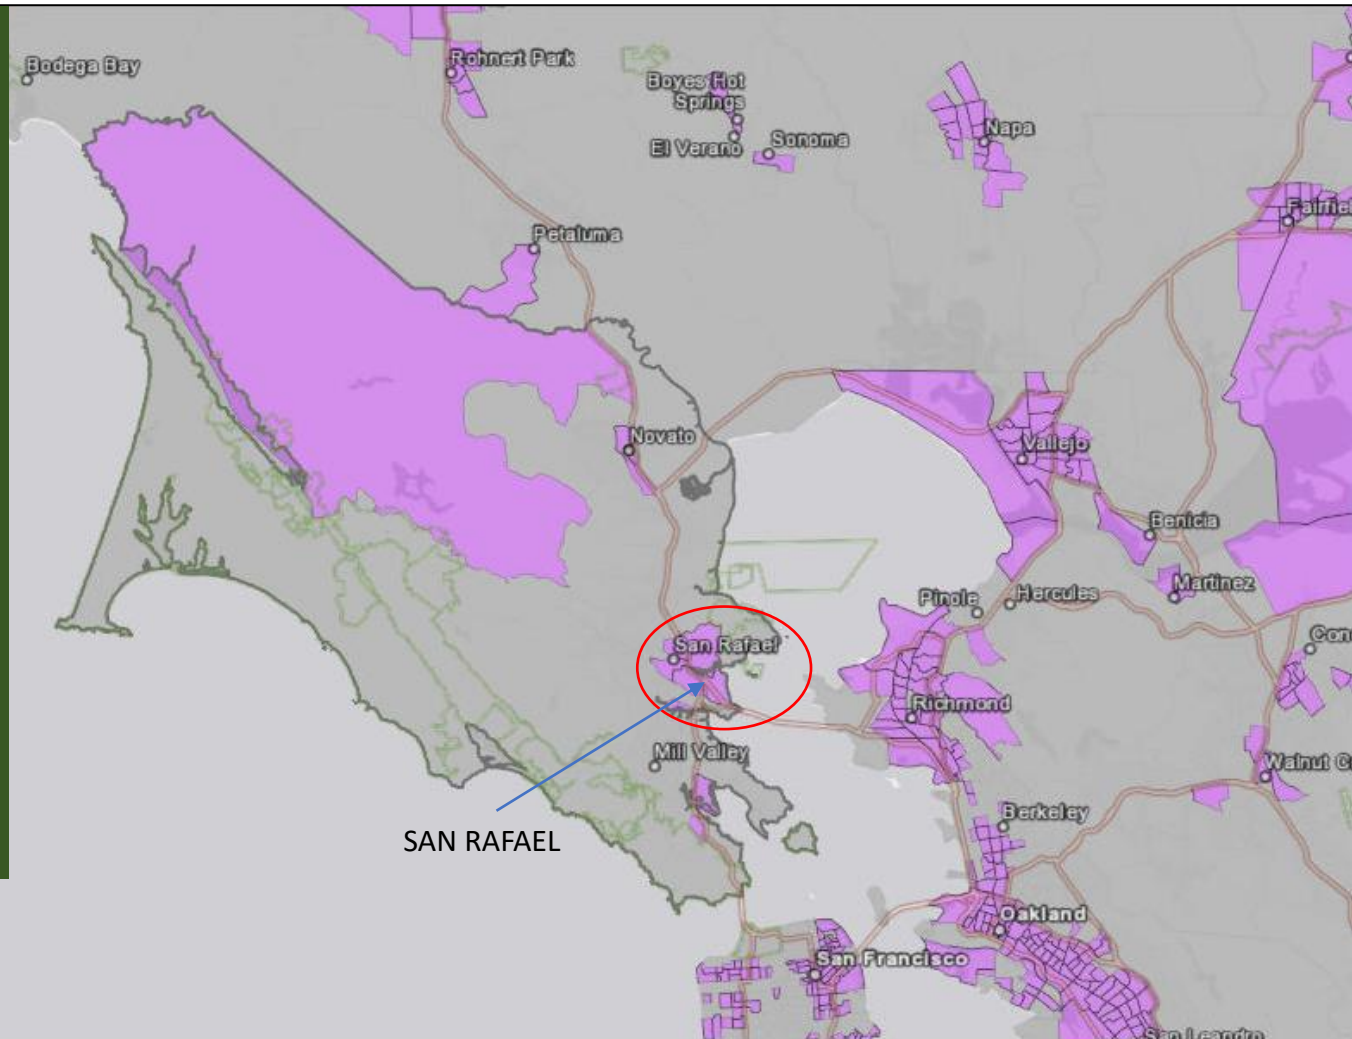 Bodega Bay
Rohnert Park
Boyes Hot
Springs
El Verano
Sonoma
Napa
Fairfiel
Petaluma
Novato
Vallejo
Benicia
Martinez
Pinole
Hercules
Con
San Rafael
Richmond
Mill Valley
Walnut C
Berkeley
SAN RAFAEL
Oakland
San Francisco
San Leandro